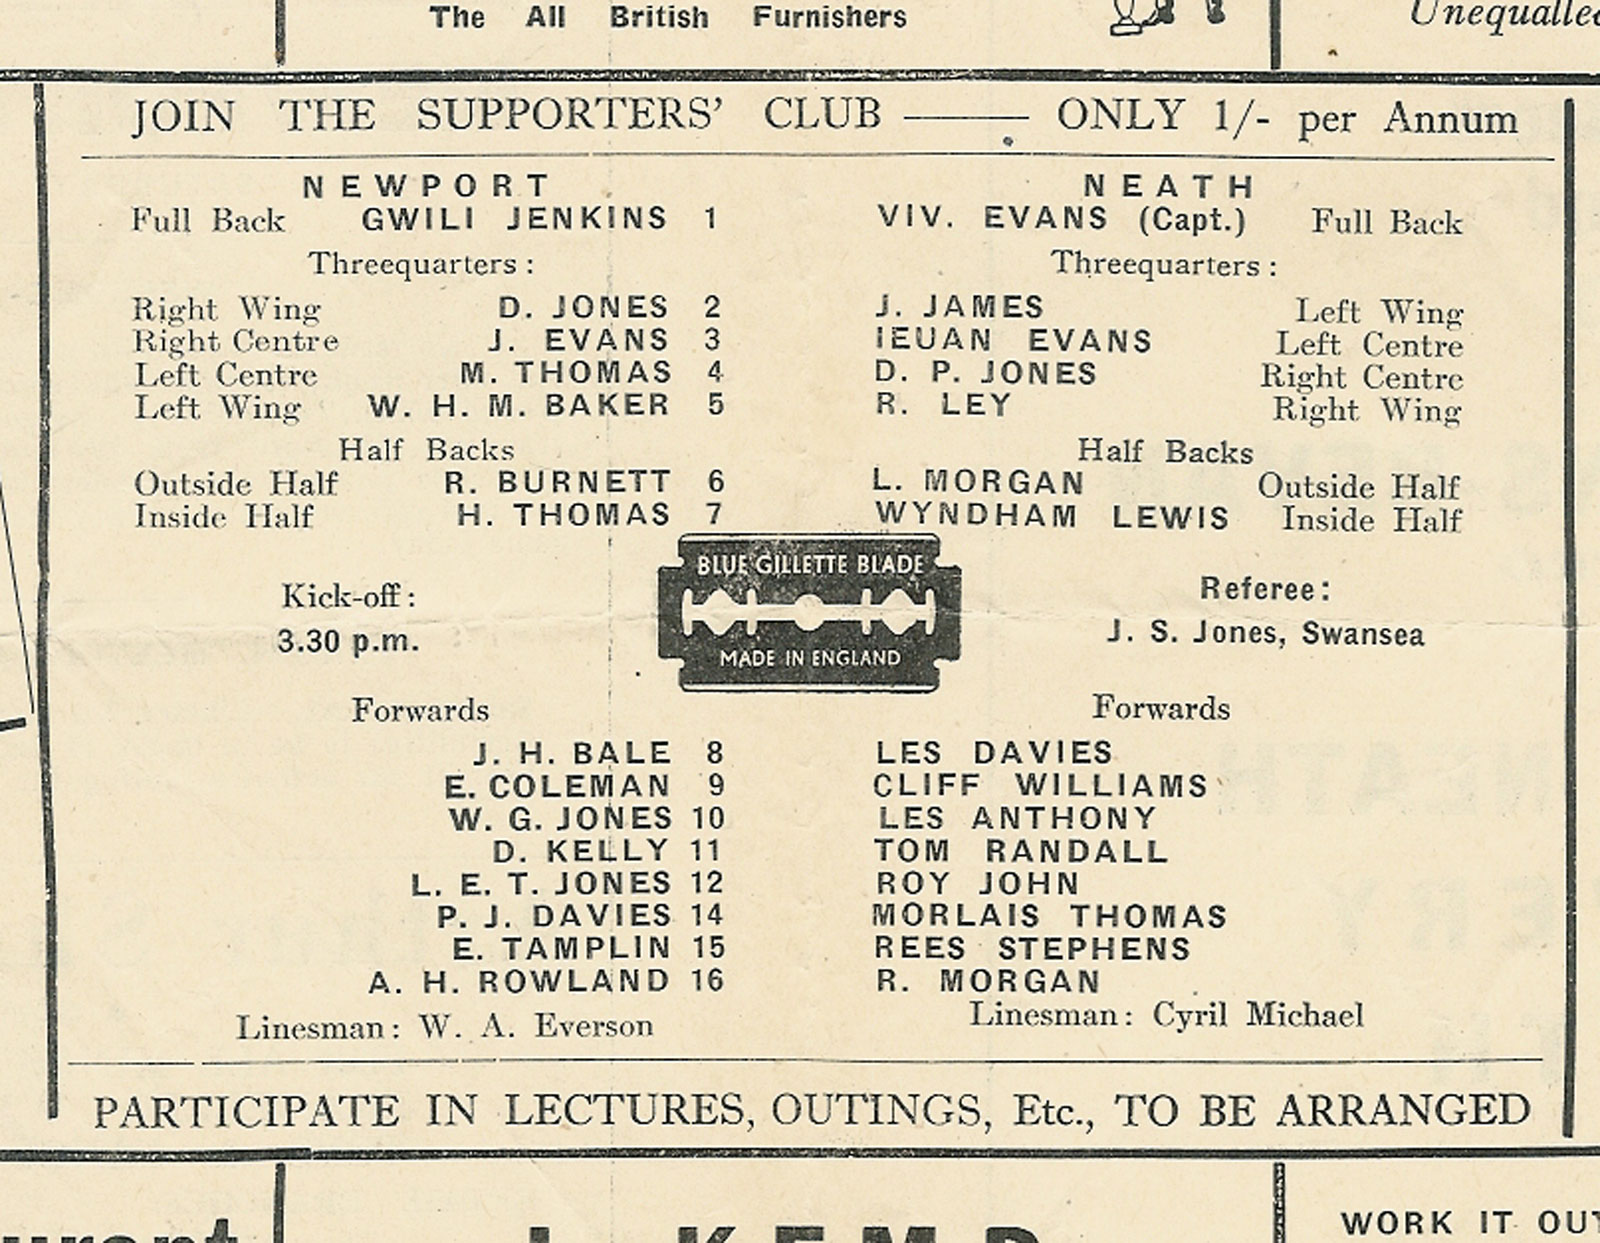 The All British Furnishers
JOIN THE SUPPORTERS' CLUB —— ONLY 1/- per Annum
NEWPORT NEATH
Full Back GWILI JENKINS 1 VIV. EVANS (Capt.) Full Back
Threequarters: Threequarters:
Right Wing D. JONES 2 J. JAMES Left Wing
Right Centre J. EVANS 3 IEUAN EVANS Left Centre
Left Centre M. THOMAS 4 D. P. JONES Right Centre
Left Wing W. H. M. BAKER 5 R. LEY Right Wing
Half Backs Half Backs
Outside Half R. BURNETT 6 L. MORGAN Outside Half
Inside Half H. THOMAS 7 WYNDHAM LEWIS Inside Half
BLUE GILLETTE BLADE
MADE IN ENGLAND
Kick-off: Referee:
3.30 p.m. J. S. Jones, Swansea
Forwards Forwards
J. H. BALE 8 LES DAVIES
E. COLEMAN 9 CLIFF WILLIAMS
W. G. JONES 10 LES ANTHONY
D. KELLY 11 TOM RANDALL
L. E. T. JONES 12 ROY JOHN
P. J. DAVIES 14 MORLAIS THOMAS
E. TAMPLIN 15 REES STEPHENS
A. H. ROWLAND 16 R. MORGAN
Linesman: W. A. Everson Linesman: Cyril Michael
PARTICIPATE IN LECTURES, OUTINGS, Etc., TO BE ARRANGED
WORK IT OUT